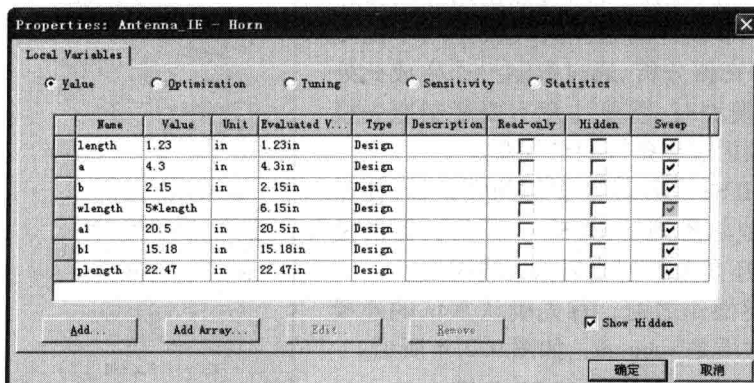 Properties: Antenna_IE - Horn
Local Variables
Value Optimization Tuning Sensitivity Statistics
Name Value Unit Evaluated V... Type Description Read-only Hidden Sweep
length 1.23 in 1.23in Design
a 4.3 in 4.3in Design
b 2.15 in 2.15in Design
wlength 5*length 6.15in Design
a1 20.5 in 20.5in Design
b1 15.18 in 15.18in Design
plength 22.47 in 22.47in Design
Add... Add Array... Edit... Remove Show Hidden
确定 取消